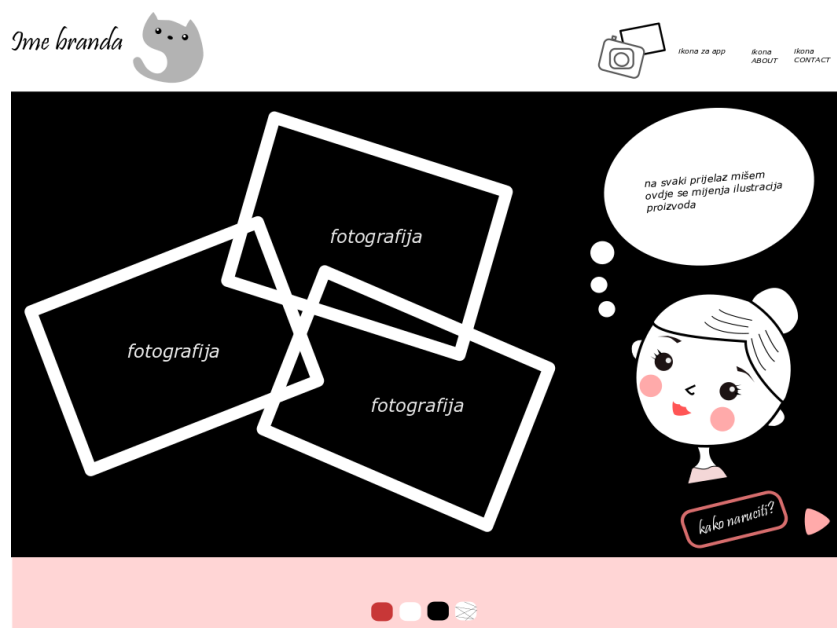 Ime branda
Ikona za app
Ikona
ABOUT
Ikona
CONTACT
na svaki prijelaz mišem
ovdje se mijenja ilustracija
proizvoda
fotografija
fotografija
fotografija
kako naruciti?